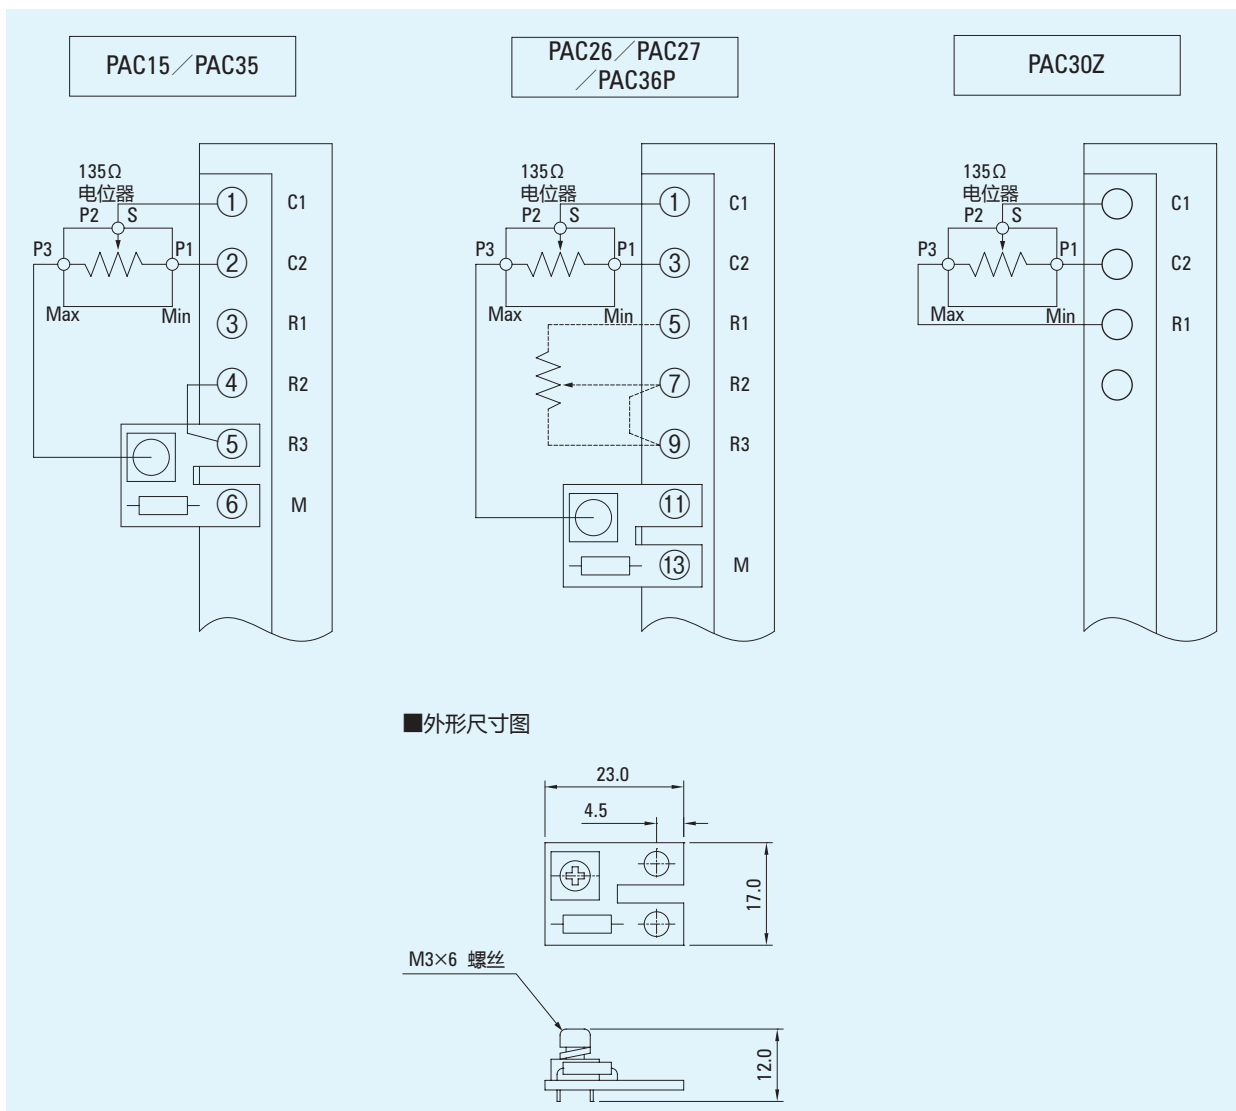 PAC15／PAC35
135Ω
电位器
P2 S
P3
P1
Max
Min
① C1
② C2
③ R1
④ R2
⑤ R3
⑥ M
PAC26／PAC27
／PAC36P
135Ω
电位器
P2 S
P3
P1
Max
Min
① C1
③ C2
⑤ R1
⑦ R2
⑨ R3
⑪
⑬ M
PAC30Z
135Ω
电位器
P2 S
P3
P1
Max
Min
C1
C2
R1
■外形尺寸图
23.0
4.5
17.0
M3×6 螺丝
12.0